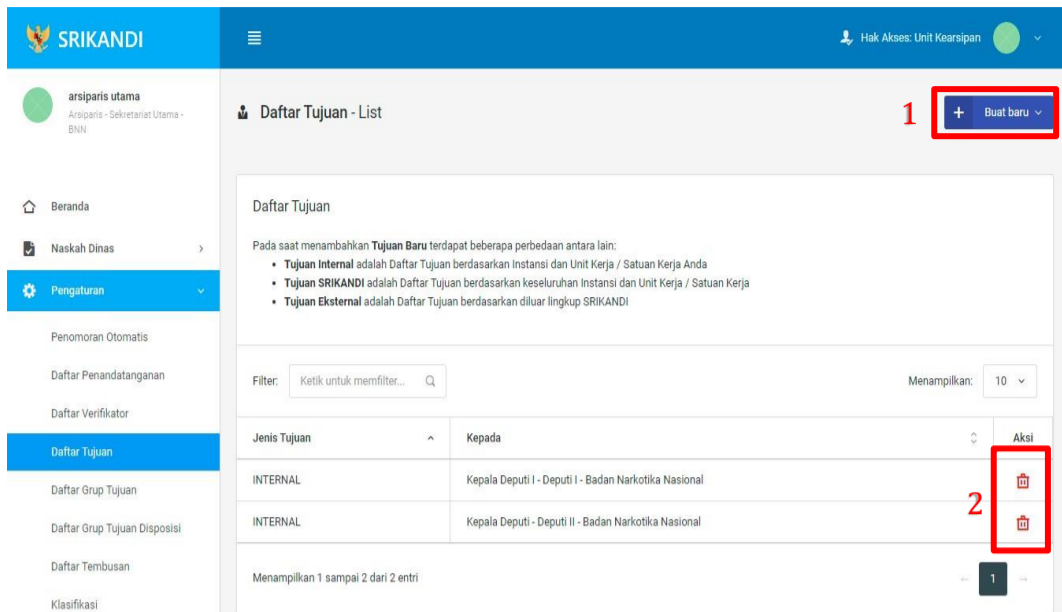 SRIKANDI
Hak Akses: Unit Kearsipan
arsiparis utama
Arsiparis - Sekretariat Utama -
BNN
Daftar Tujuan - List
1
+ Buat baru
Beranda
Naskah Dinas
Pengaturan
Penomoran Otomatis
Daftar Penandatanganan
Daftar Verifikator
Daftar Tujuan
Daftar Grup Tujuan
Daftar Grup Tujuan Disposisi
Daftar Tembusan
Klasifikasi
Daftar Tujuan
Pada saat menambahkan Tujuan Baru terdapat beberapa perbedaan antara lain:
• Tujuan Internal adalah Daftar Tujuan berdasarkan Instansi dan Unit Kerja / Satuan Kerja Anda
• Tujuan SRIKANDI adalah Daftar Tujuan berdasarkan keseluruhan Instansi dan Unit Kerja / Satuan Kerja
• Tujuan Eksternal adalah Daftar Tujuan berdasarkan diluar lingkup SRIKANDI
Filter: Ketik untuk memfilter... Menampilkan: 10
Jenis Tujuan Kepada Aksi
INTERNAL Kepala Deputi I - Deputi I - Badan Narkotika Nasional
2
INTERNAL Kepala Deputi - Deputi II - Badan Narkotika Nasional
Menampilkan 1 sampai 2 dari 2 entri ← 1 →